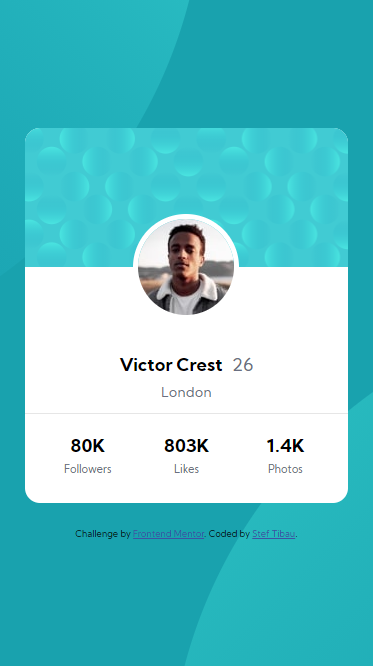 Victor Crest 26
London
80K 803K 1.4K
Followers Likes Photos
Challenge by Frontend Mentor. Coded by Stef Tibau.